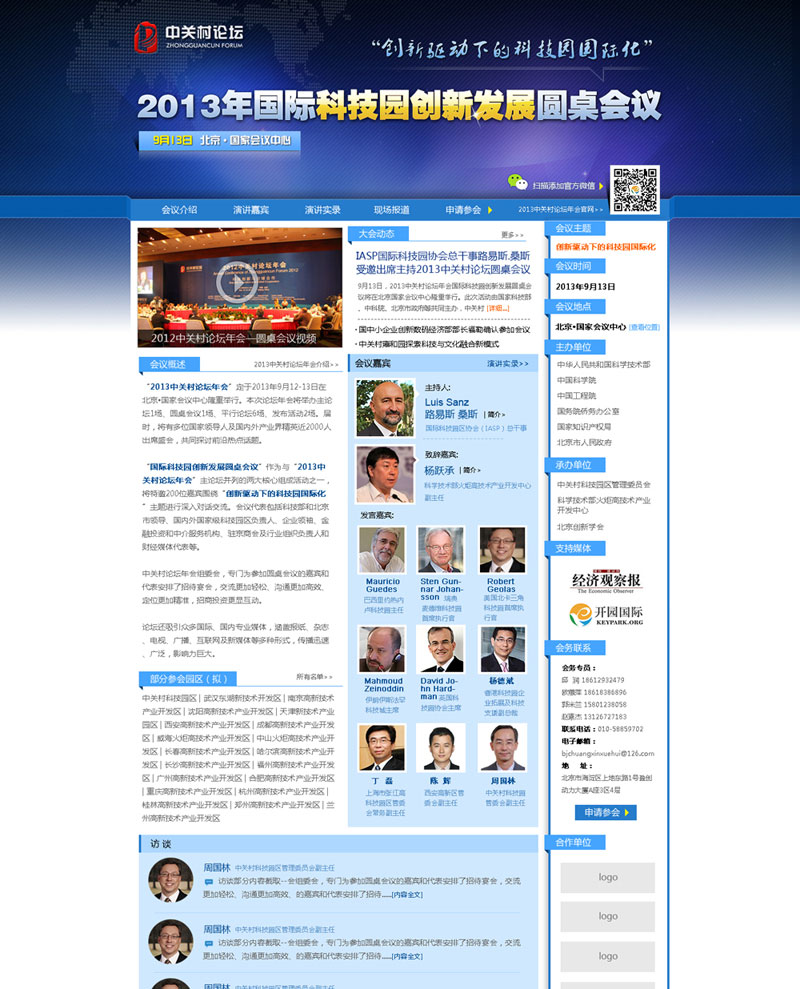 中关村论坛
ZHONGGUANCUN FORUM
“创新驱动下的科技园国际化”
2013年国际科技园创新发展圆桌会议
9月13日 北京·国家会议中心
扫描添加官方微信
会议介绍 演讲嘉宾 演讲实录 现场报道 申请参会 2013中关村论坛年会官网>>
2012中关村论坛年会
2012中关村论坛年会—圆桌会议视频
大会动态 更多>>
IASP国际科技园协会总干事路易斯.桑斯
受邀出席主持2013中关村论坛圆桌会议
9月13日，2013中关村论坛年会国际科技园创新发展圆桌会
议将在北京国家会议中心隆重举行。此次活动由国家科技部
、中科院、北京市政府等共同主办，中关村 [详细...]
· 国中小企业创新数码经济部部长福勒确认参加会议
· 中关村雍和园探索科技与文化融合新模式
会议概述 2013中关村论坛年会介绍>>
“2013中关村论坛年会”定于2013年9月12-13日在
北京•国家会议中心隆重举行。本次论坛年会将举办主论
坛1场、圆桌会议1场、平行论坛6场、发布活动2场。届
时，将有多位国家领导人及国内外产业界精英近2000人
出席盛会，共同探讨前沿热点话题。
“国际科技园创新发展圆桌会议”作为与“2013中
关村论坛年会”主论坛并列的两大核心组成活动之一，
将特邀200位嘉宾围绕“创新驱动下的科技园国际化
”主题进行深入对话交流。会议代表包括科技部和北京
市领导、国内外国家级科技园区负责人、企业领袖、金
融投资和中介服务机构、驻京商会及行业组织负责人和
财经媒体代表等。
中关村论坛年会组委会，专门为参加圆桌会议的嘉宾和
代表安排了招待宴会，交流更加轻松、沟通更加高效、
定位更加精准，招商投资更显互动。
论坛还吸引众多国际、国内专业媒体，涵盖报纸、杂志
、电视、广播、互联网及新媒体等多种形式，传播迅速
、广泛，影响力巨大。
部分参会园区（拟） 所有名单>>
中关村科技园区 | 武汉东湖新技术开发区 | 南京高新技术
产业开发区 | 沈阳高新技术产业开发区 | 天津新技术产业
园区 | 西安高新技术产业开发区 | 成都高新技术产业开发
区 | 威海火炬高技术产业开发区 | 中山火炬高技术产业开
发区 | 长春高新技术产业开发区 | 哈尔滨高新技术产业开
发区 | 长沙高新技术产业开发区 | 福州高新技术产业开发
区 | 广州高新技术产业开发区 | 合肥高新技术产业开发区
| 重庆高新技术产业开发区 | 杭州高新技术产业开发区 |
桂林高新技术产业开发区 | 郑州高新技术产业开发区 | 兰
州高新技术产业开发区
会议嘉宾 演讲实录>>
主持人:
Luis Sanz
路易斯 桑斯 | 简介>
国际科技园区协会（IASP）总干事
致辞嘉宾:
杨跃承 | 简介>
科学技术部火炬高技术产业开发中心
副主任
发言嘉宾:
Mauricio Guedes
巴西里约热内卢科技园主任
Sten Gunnar Johansson 瑞典
麦德维科技园首席执行官
Robert Geolas
美国北卡三角科技园首席执行官
Mahmoud Zeinoddin
伊朗伊斯法罕科技城主席
David John Hardman 英国科技园协会主席
杨德斌
香港科技园企业拓展及科技支援副总裁
丁 磊
上海市张江高科技园区管委会常务副主任
陈 辉
西安高新区管委会副主任
周国林
中关村科技园区管委会副主任
访谈
周国林 中关村科技园区管理委员会副主任
访谈部分内容截取--会组委会，专门为参加圆桌会议的嘉宾和代表安排了招待宴会，交流
更加轻松、沟通更加高效、的嘉宾和代表安排了招待......[内容全文]
周国林 中关村科技园区管理委员会副主任
访谈部分内容截取--会组委会，专门为参加圆桌会议的嘉宾和代表安排了招待宴会，交流
更加轻松、沟通更加高效、的嘉宾和代表安排了招待......[内容全文]
周国林 中关村科技园区管理委员会副主任
会议主题
创新驱动下的科技园国际化
会议时间
2013年9月13日
会议地点
北京•国家会议中心 [查看位置]
主办单位
中华人民共和国科学技术部
中国科学院
中国工程院
国务院侨务办公室
国家知识产权局
北京市人民政府
承办单位
中关村科技园区管理委员会
科学技术部火炬高技术产业
开发中心
北京创新学会
支持媒体
经济观察报
The Economic Observer
开园国际
KEYPARK.ORG
会务联系
会务专员：
18612932479
18618386896
15801238058
赵嘉杰 13126727183
联系电话：010-58859702
电子邮箱：
bjchuangxinxuehui@126.com
地 址：
北京市海淀区上地东路1号盈创
动力大厦A座3区4层
申请参会
合作单位
logo
logo
logo